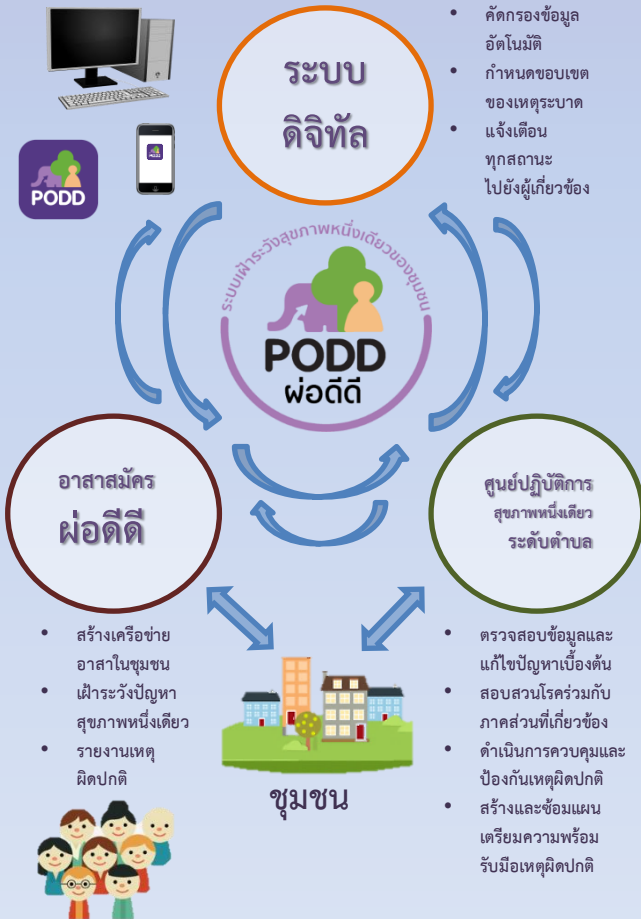 ระบบ
ดิจิทัล
• คัดกรองข้อมูล
อัตโนมัติ
• กำหนดขอบเขต
ของเหตุระบาด
• แจ้งเตือน
ทุกสถานะ
ไปยังผู้เกี่ยวข้อง
PODD
ระบบเฝ้าระวังสุขภาพหนึ่งเดียวของชุมชน
PODD
ผ่อดีดี
อาสาสมัคร
ผ่อดีดี
ศูนย์ปฏิบัติการ
สุขภาพหนึ่งเดียว
ระดับตำบล
• สร้างเครือข่าย
อาสาในชุมชน
• เฝ้าระวังปัญหา
สุขภาพหนึ่งเดียว
• รายงานเหตุ
ผิดปกติ
ชุมชน
• ตรวจสอบข้อมูลและ
แก้ไขปัญหาเบื้องต้น
• สอบสวนโรคร่วมกับ
ภาคส่วนที่เกี่ยวข้อง
• ดำเนินการควบคุมและ
ป้องกันเหตุผิดปกติ
• สร้างและซ้อมแผน
เตรียมความพร้อม
รับมือเหตุผิดปกติ